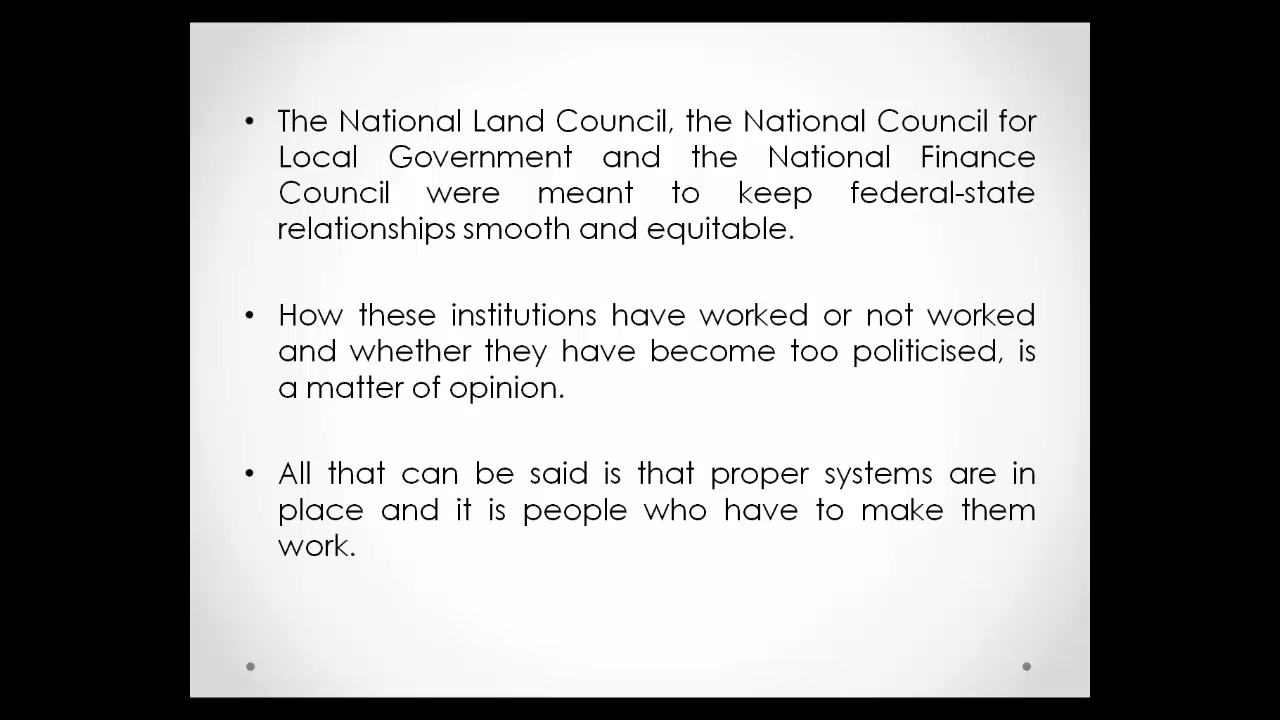 • The National Land Council, the National Council for
Local Government and the National Finance
Council were meant to keep federal-state
relationships smooth and equitable.
• How these institutions have worked or not worked
and whether they have become too politicised, is
a matter of opinion.
• All that can be said is that proper systems are in
place and it is people who have to make them
work.